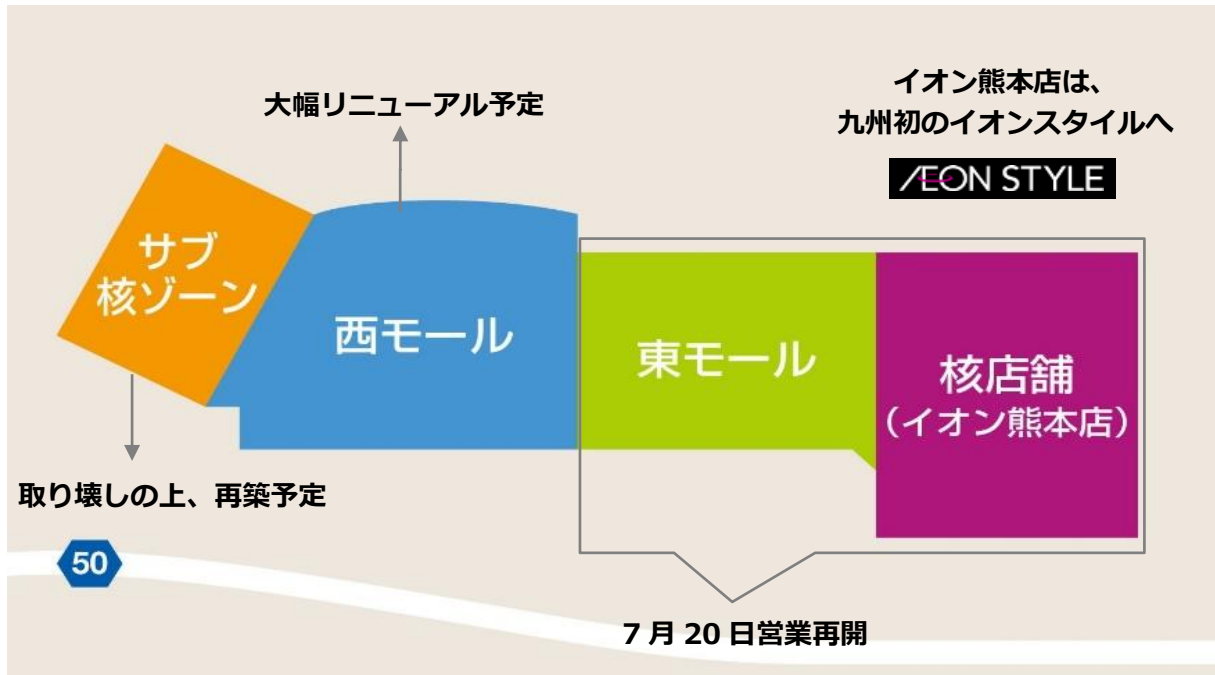 イオン熊本店は、
九州初のイオンスタイルへ
ÆON STYLE
大幅リニューアル予定
サブ
核ゾーン
西モール
東モール
核店舗
（イオン熊本店）
取り壊しの上、再築予定
50
7 月 20 日営業再開